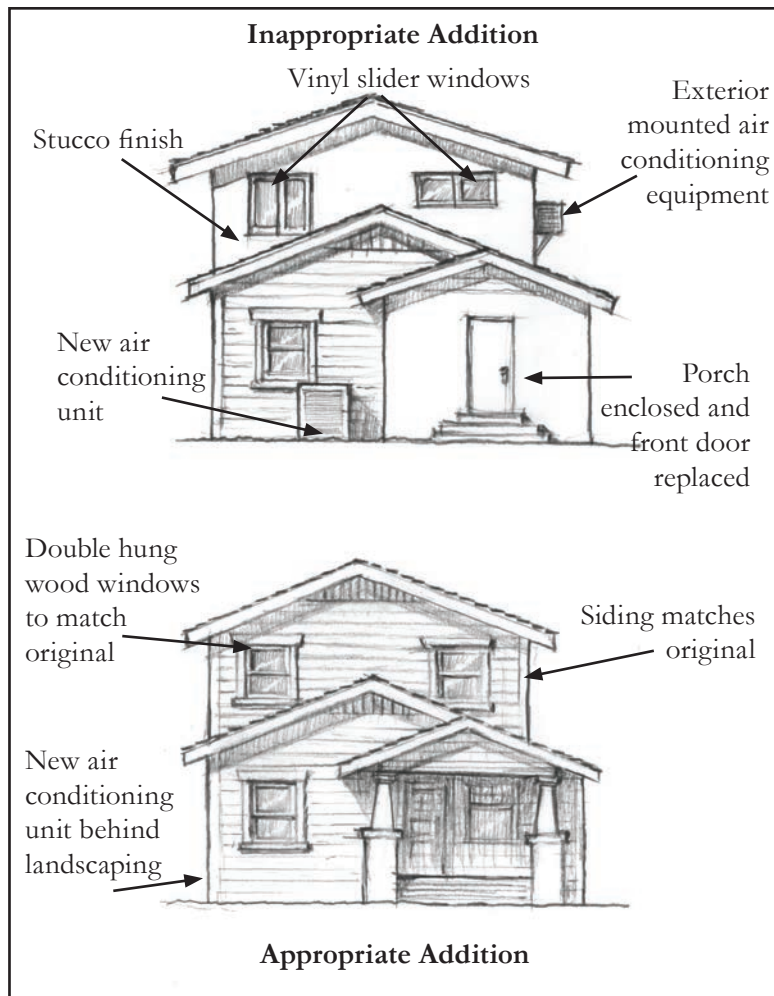 Inappropriate Addition
Vinyl slider windows
Stucco finish
Exterior
mounted air
conditioning
equipment
New air
conditioning
unit
Porch
enclosed and
front door
replaced
Double hung
wood windows
to match
original
Siding matches
original
New air
conditioning
unit behind
landscaping
Appropriate Addition